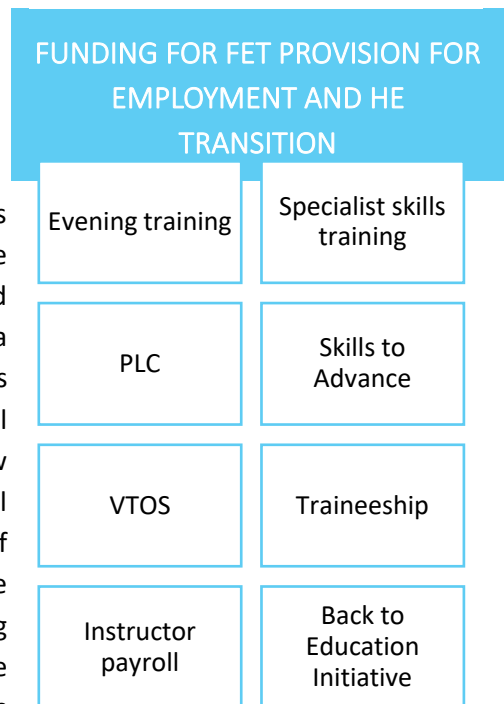 FUNDING FOR FET PROVISION FOR
EMPLOYMENT AND HE
TRANSITION
Evening training
Specialist skills
training
PLC
Skills to
Advance
VTOS
Traineeship
Instructor
payroll
Back to
Education
Initiative